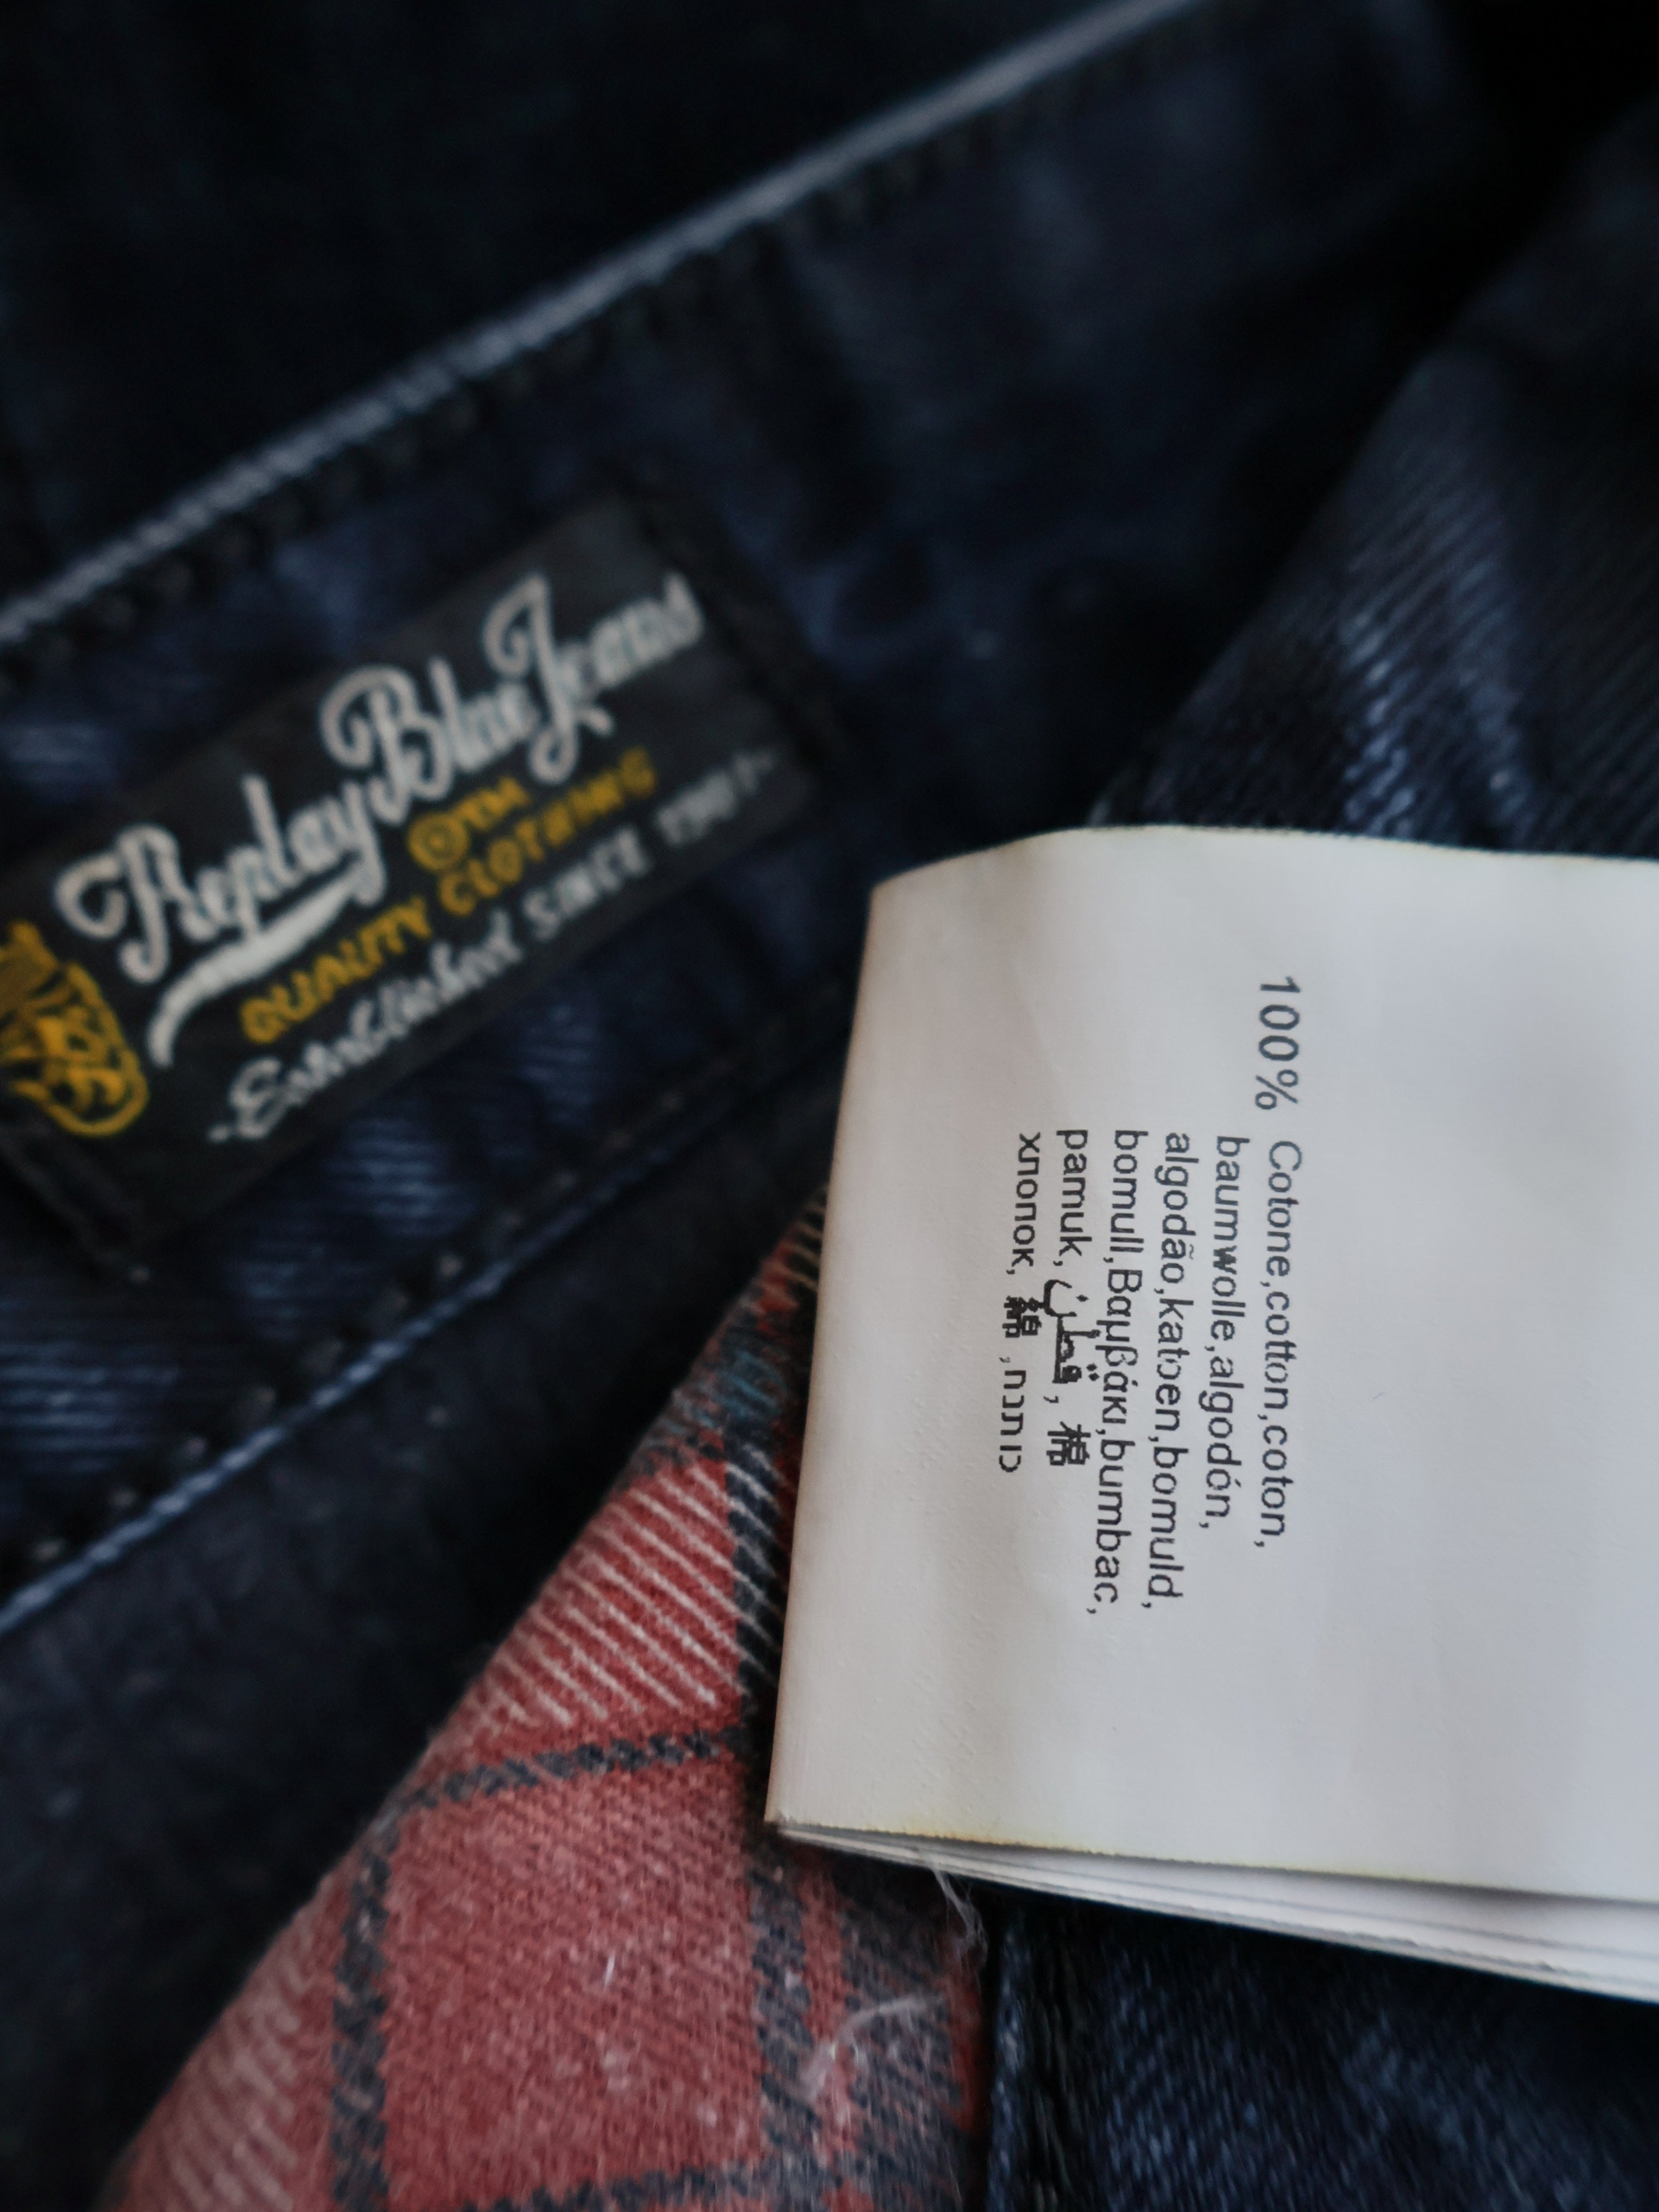 Replay Blue Jeans
QUALITY CLOTHING
Established SINCE
100% Cotone,cotton,coton,
baumwolle,algodón,
algodão,katoen,bomuld,
bomull,Βαμβάκι,bumbac,
pamuk, قطن, 棉
хлопок, 綿, כותנה